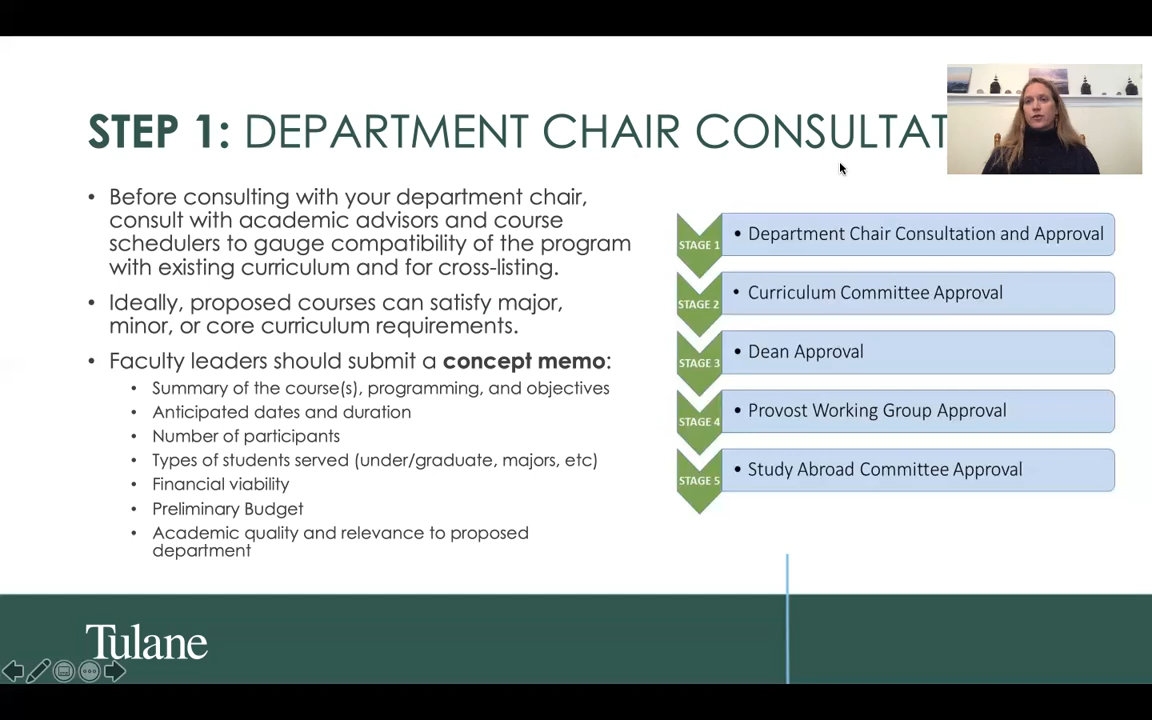 STEP 1: DEPARTMENT CHAIR CONSULTAT
• Before consulting with your department chair,
consult with academic advisors and course
schedulers to gauge compatibility of the program
with existing curriculum and for cross-listing.
• Ideally, proposed courses can satisfy major,
minor, or core curriculum requirements.
• Faculty leaders should submit a concept memo:
• Summary of the course(s), programming, and objectives
• Anticipated dates and duration
• Number of participants
• Types of students served (under/graduate, majors, etc)
• Financial viability
• Preliminary Budget
• Academic quality and relevance to proposed
department
STAGE 1 • Department Chair Consultation and Approval
STAGE 2 • Curriculum Committee Approval
STAGE 3 • Dean Approval
STAGE 4 • Provost Working Group Approval
STAGE 5 • Study Abroad Committee Approval
Tulane